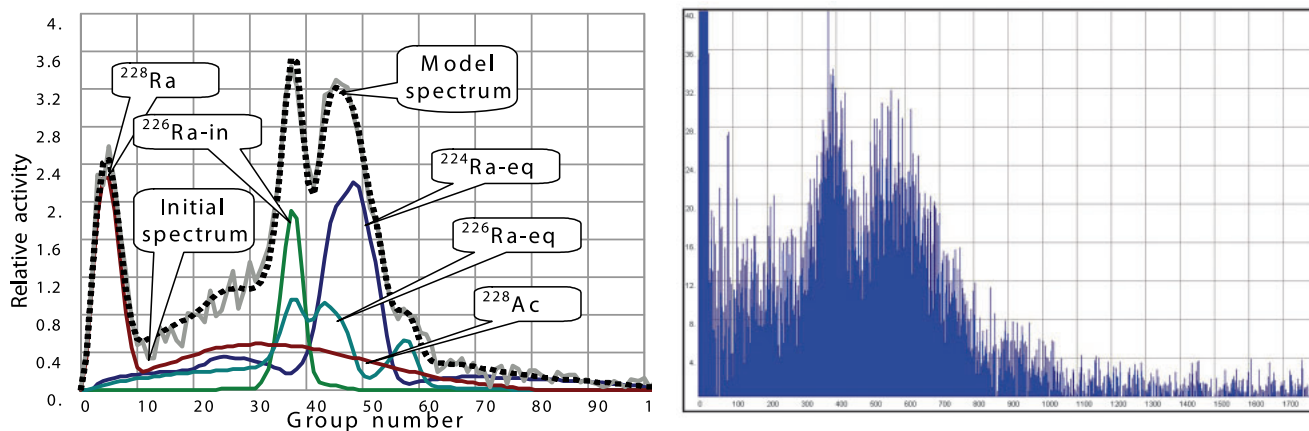 4.
3.6
3.2
2.8
2.4
2.
1.6
1.2
0.8
0.4
0.
Relative activity
228Ra
226Ra-in
Initial
spectrum
Model
spectrum
224Ra-eq
226Ra-eq
228Ac
0 10 20 30 40 50 60 70 80 90 1
Group number
40.
36.
32.
28.
24.
20.
16.
12.
8.
4.
0 100 200 300 400 500 600 700 800 900 1000 1100 1200 1300 1400 1500 1600 1700